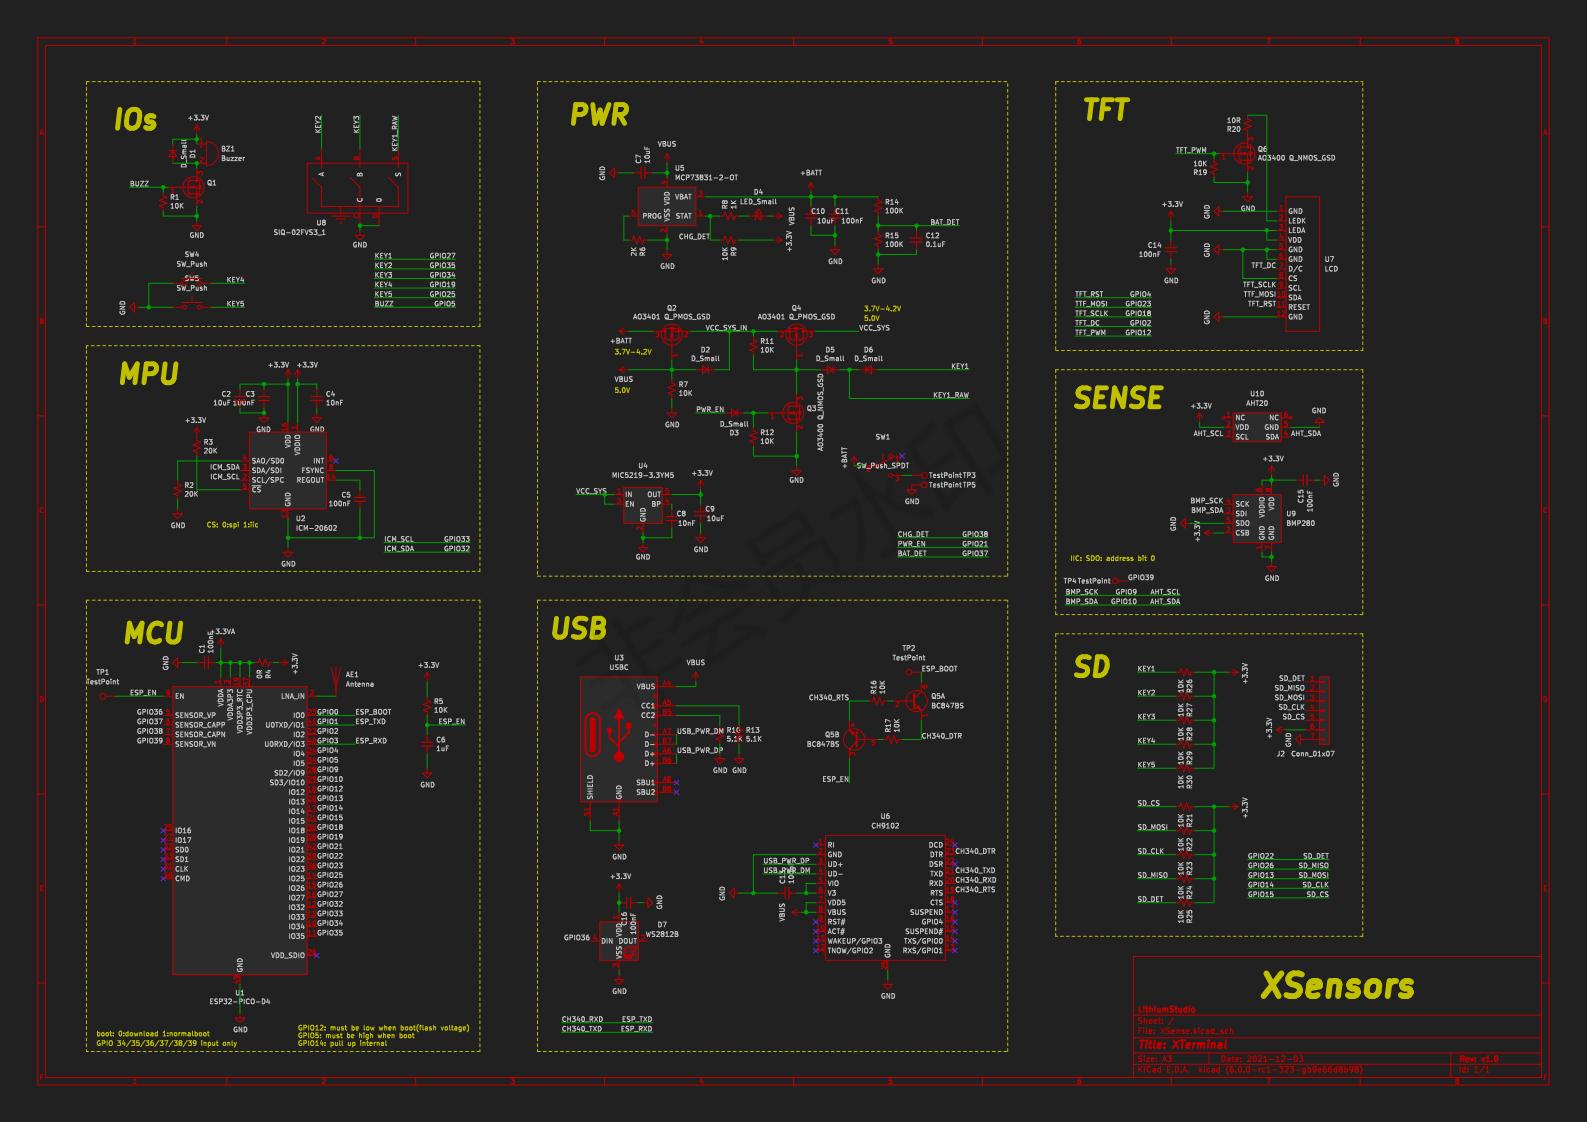 IOs
+3.3V
D_Small
D1
BZ1
Buzzer
Q1
BUZZ
R1
10K
GND
KEY2
KEY3
KEY1_RAW
A
B
S
C
D
U8
SIQ-02FVS3_1
GND
SW4
SW_Push
KEY4
SW5
SW_Push
GND
KEY5
KEY1 GPIO27
KEY2 GPIO35
KEY3 GPIO34
KEY4 GPIO19
KEY5 GPIO25
BUZZ GPIO5
MPU
+3.3V +3.3V
C2 C3
10uF 100nF
C4
10nF
GND GND
+3.3V
R3
20K
VDD
VDDIO
ICM_SDA
ICM_SCL
SAO/SDO
SDA/SDI
SCL/SPC
CS
INT
FSYNC
REGOUT
GND
R2
20K
C5
100nF
GND
U2
ICM-20602
CS: 0:spi 1:iic
GND
ICM_SCL GPIO33
ICM_SDA GPIO32
MCU
+3.3VA
C1
100nF
GND
0R
R4
+3.3V
AE1
Antenna
TP1
TestPoint
ESP_EN
EN
VDDA
VDDA3P3
VDD3P3_RTC
VDD3P3_CPU
LNA_IN
GPIO36
GPIO37
GPIO38
GPIO39
SENSOR_VP
SENSOR_CAPP
SENSOR_CAPN
SENSOR_VN
IO0
U0TXD/IO1
IO2
U0RXD/IO3
IO4
IO5
SD2/IO9
SD3/IO10
IO12
IO13
IO14
IO15
IO18
IO19
IO21
IO22
IO23
IO25
IO26
IO27
IO32
IO33
IO34
IO35
VDD_SDIO
GPIO0 ESP_BOOT
GPIO1 ESP_TXD
GPIO2
GPIO3 ESP_RXD
GPIO4
GPIO5
GPIO9
GPIO10
GPIO12
GPIO13
GPIO14
GPIO15
GPIO18
GPIO19
GPIO21
GPIO22
GPIO23
GPIO25
GPIO26
GPIO27
GPIO32
GPIO33
GPIO34
GPIO35
IO16
IO17
SD0
SD1
CLK
CMD
GND
U1
ESP32-PICO-D4
GND
+3.3V
R5
10K
ESP_EN
C6
1uF
GND
boot: 0:download 1:normalboot
GPIO 34/35/36/37/38/39 input only
GPIO12: must be low when boot(flash voltage)
GPIO5: must be high when boot
GPIO14: pull up internal
PWR
VBUS
C7
10uF
GND
U5
MCP73831-2-OT
VDD
VSS
VBAT
PROG STAT
2K
R6
GND
CHG_DET
R8
1K
D4
LED_Small
VBUS
10K
R9
+3.3V
+BATT
C10
10uF
C11
100nF
GND
R14
100K
BAT_DET
R15
100K
C12
0.1uF
GND
Q2
AO3401 Q_PMOS_GSD
Q4
AO3401 Q_PMOS_GSD
3.7V-4.2V
5.0V
VCC_SYS_IN
VCC_SYS
+BATT
3.7V-4.2V
VBUS
5.0V
D2
D_Small
R7
10K
GND
R11
10K
D5
D_Small
D6
D_Small
KEY1
KEY1_RAW
PWR_EN
D_Small
D3
Q3
AO3400 Q_NMOS_GSD
R12
10K
GND
SW1
+BATT
SW_Push_SPDT
TestPointTP3
TestPointTP5
GND
U4
MIC5219-3.3YM5
+3.3V
VCC_SYS
IN OUT
EN BP
GND
C8
10nF
C9
10uF
GND
GND
CHG_DET GPIO38
PWR_EN GPIO21
BAT_DET GPIO37
USB
U3
USBC
VBUS
VBUS
CC1
CC2
D-
D-
D+
D+
SBU1
SBU2
USB_PWR_DM
USB_PWR_DP
R10
5.1K
R13
5.1K
GND GND
SHIELD
GND
GND
TP2
TestPoint
ESP_BOOT
CH340_RTS
R16
10K
Q5A
BC847BS
R17
10K
Q5B
BC847BS
CH340_DTR
ESP_EN
U6
CH9102
USB_PWR_DP
USB_PWR_DM
GND
VBUS
RI
GND
UD+
UD-
VIO
V3
VDD5
VBUS
RST#
ACT#
WAKEUP/GPIO3
TNOW/GPIO2
DCD
DTR
DSR
TXD
RXD
RTS
CTS
SUSPEND
GPIO4
SUSPEND#
TXS/GPIO0
RXS/GPIO1
GND
CH340_DTR
CH340_TXD
CH340_RXD
CH340_RTS
GND
+3.3V
C16
100nF
GND
GPIO36
VDD
DIN DOUT
VSS
D7
WS2812B
GND
CH340_RXD ESP_TXD
CH340_TXD ESP_RXD
TFT
10R
R20
TFT_PWM
Q6
AO3400 Q_NMOS_GSD
10K
R19
GND
+3.3V
C14
100nF
GND
GND
GND
GND
TFT_DC
TFT_SCLK
TTF_MOSI
TFT_RST
GND
LEDK
LEDA
VDD
GND
GND
D/C
CS
SCL
SDA
RESET
GND
U7
LCD
TFT_RST GPIO4
TTF_MOSI GPIO23
TFT_SCLK GPIO18
TFT_DC GPIO2
TFT_PWM GPIO12
SENSE
U10
AHT20
+3.3V
AHT_SCL
NC NC
VDD GND
SCL SDA
GND
AHT_SDA
+3.3V
C15
100nF
GND
BMP_SCK
BMP_SDA
GND
+3.3V
SCK
SDI
SDO
CSB
VDDIO
VDD
GND
GND
U9
BMP280
GND
IIC: SDO: address bit 0
TP4TestPoint GPIO39
BMP_SCK GPIO9 AHT_SCL
BMP_SDA GPIO10 AHT_SDA
SD
KEY1
10K
R26
+3.3V
KEY2
10K
R27
KEY3
10K
R28
KEY4
10K
R29
KEY5
10K
R30
SD_CS
10K
R21
+3.3V
SD_MOSI
10K
R22
SD_CLK
10K
R23
SD_MISO
10K
R24
SD_DET
10K
R25
SD_DET
SD_MISO
SD_MOSI
SD_CLK
SD_CS
+3.3V
GND
J2 Conn_01x07
GPIO22 SD_DET
GPIO26 SD_MISO
GPIO13 SD_MOSI
GPIO14 SD_CLK
GPIO15 SD_CS
XSensors
LithiumStudio
Sheet: /
File: XSense.kicad_sch
Title: XTerminal
Size: A3 Date: 2021-12-03 Rev: v1.0
KiCad E.D.A. kicad (6.0.0-rc1-323-gb9e66d8b98) Id: 1/1
非会员水印